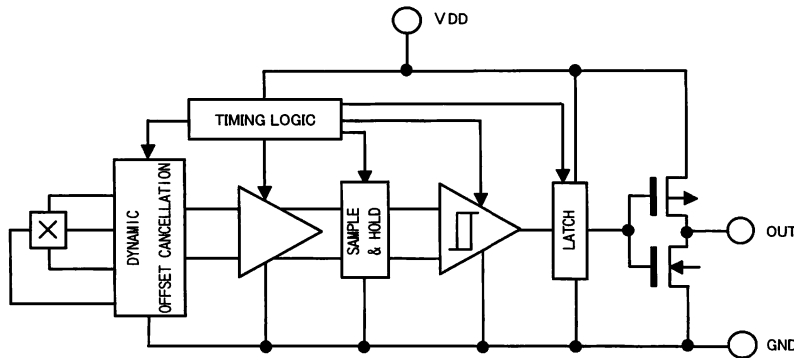 VDD
TIMING LOGIC
DYNAMIC
OFFSET CANCELLATION
SAMPLE
& HOLD
LATCH
OUT
GND